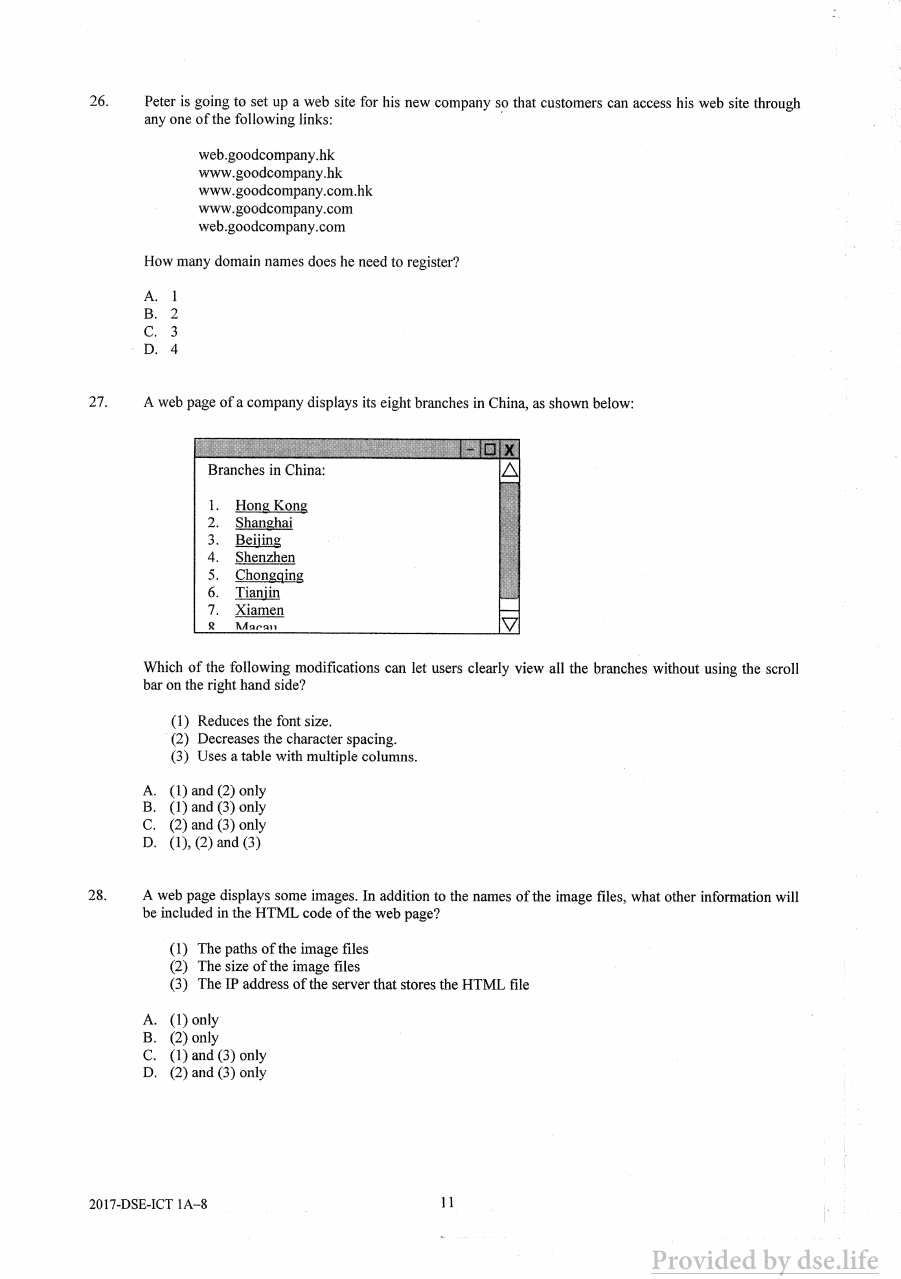 26. Peter is going to set up a web site for his new company so that customers can access his web site through
any one of the following links:
web.goodcompany.hk
www.goodcompany.hk
www.goodcompany.com.hk
www.goodcompany.com
web.goodcompany.com
How many domain names does he need to register?
A. 1
B. 2
C. 3
D. 4
27. A web page of a company displays its eight branches in China, as shown below:
- □ X
Branches in China:
1. Hong Kong
2. Shanghai
3. Beijing
4. Shenzhen
5. Chongqing
6. Tianjin
7. Xiamen
8 Macau
Which of the following modifications can let users clearly view all the branches without using the scroll
bar on the right hand side?
(1) Reduces the font size.
(2) Decreases the character spacing.
(3) Uses a table with multiple columns.
A. (1) and (2) only
B. (1) and (3) only
C. (2) and (3) only
D. (1), (2) and (3)
28. A web page displays some images. In addition to the names of the image files, what other information will
be included in the HTML code of the web page?
(1) The paths of the image files
(2) The size of the image files
(3) The IP address of the server that stores the HTML file
A. (1) only
B. (2) only
C. (1) and (3) only
D. (2) and (3) only
2017-DSE-ICT 1A–8 11
Provided by dse.life